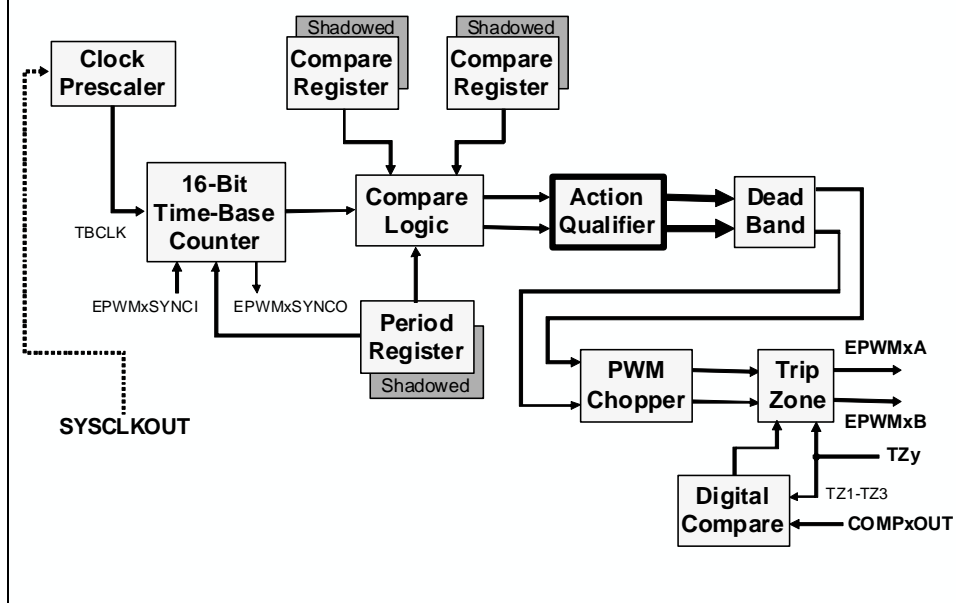 Shadowed
Shadowed
Clock
Prescaler
Compare
Register
Compare
Register
16-Bit
Time-Base
Counter
Compare
Logic
Action
Qualifier
Dead
Band
TBCLK
EPWMxSYNCI
EPWMxSYNCO
Period
Register
Shadowed
PWM
Chopper
Trip
Zone
EPWMxA
EPWMxB
SYSCLKOUT
TZy
TZ1-TZ3
Digital
Compare
COMPxOUT